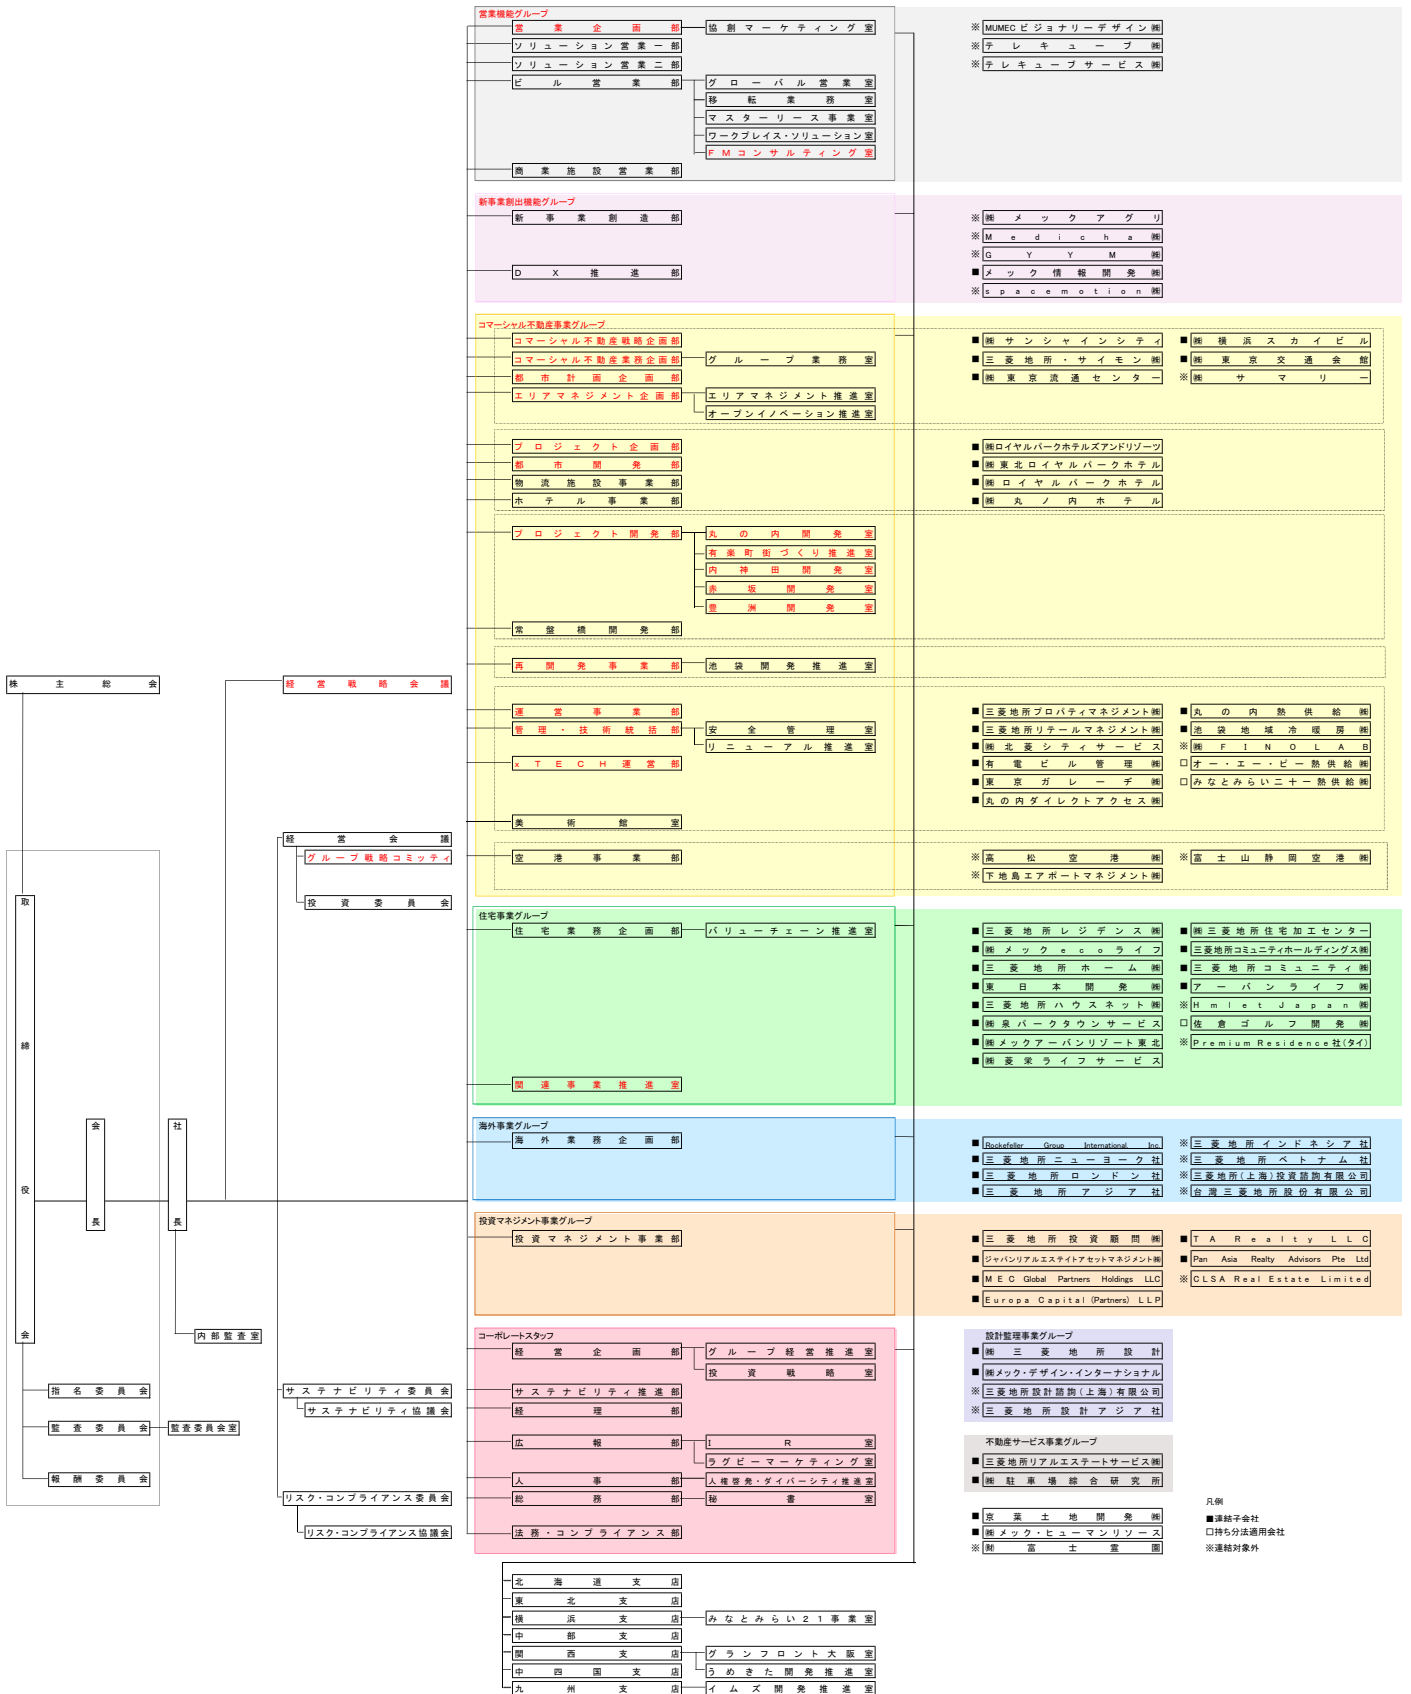 営業機能グループ
営業企画部
協創マーケティング室
※MUMECビジョナリーデザイン㈱
ソリューション営業一部
※テレキューブ㈱
ソリューション営業二部
※テレキューブサービス㈱
ビル営業部
グローバル営業室
移転業務室
マスターリース事業室
ワークプレイス・ソリューション室
FMコンサルティング室
商業施設営業部
新事業創出機能グループ
新事業創造部
※㈱メックアグリ
※Medicha㈱
※GYYM㈱
DX推進部
■メック情報開発㈱
※spacemotion㈱
コマーシャル不動産事業グループ
コマーシャル不動産戦略企画部
■㈱サンシャインシティ
■㈱横浜スカイビル
コマーシャル不動産業務企画部
グループ業務室
■三菱地所・サイモン㈱
■㈱東京交通会館
都市計画企画部
■㈱東京流通センター
※㈱サマリー
エリアマネジメント企画部
エリアマネジメント推進室
オープンイノベーション推進室
プロジェクト企画部
■㈱ロイヤルパークホテルズアンドリゾーツ
都市開発部
■㈱東北ロイヤルパークホテル
物流施設事業部
■㈱ロイヤルパークホテル
ホテル事業部
■㈱丸ノ内ホテル
プロジェクト開発部
丸の内開発室
有楽町街づくり推進室
内神田開発室
赤坂開発室
豊洲開発室
常盤橋開発部
再開発事業部
池袋開発推進室
株主総会
経営戦略会議
運営事業部
■三菱地所プロパティマネジメント㈱
■丸の内熱供給㈱
管理・技術統括部
安全管理室
■三菱地所リテールマネジメント㈱
■池袋地域冷暖房㈱
リニューアル推進室
■㈱北菱シティサービス
※㈱FINOLAB
xTECH運営部
■有電ビル管理㈱
□オー・エー・ピー熱供給㈱
■東京ガレーヂ㈱
□みなとみらい二十一熱供給㈱
■丸の内ダイレクトアクセス㈱
美術館室
経営会議
グループ戦略コミッティ
空港事業部
※高松空港㈱
※富士山静岡空港㈱
※下地島エアポートマネジメント㈱
投資委員会
取締役会
住宅事業グループ
住宅業務企画部
バリューチェーン推進室
■三菱地所レジデンス㈱
■㈱三菱地所住宅加工センター
■㈱メックecoライフ
■三菱地所コミュニティホールディングス㈱
■三菱地所ホーム㈱
■三菱地所コミュニティ㈱
■東日本開発㈱
■アーバンライフ㈱
■三菱地所ハウスネット㈱
※Hmlet Japan㈱
■㈱泉パークタウンサービス
□佐倉ゴルフ開発㈱
■㈱メックアーバンリゾート東北
※Premium Residence社(タイ)
■㈱菱栄ライフサービス
関連事業推進室
会長
社長
海外事業グループ
海外業務企画部
■Rockefeller Group International, Inc.
※三菱地所インドネシア社
■三菱地所ニューヨーク社
※三菱地所ベトナム社
■三菱地所ロンドン社
※三菱地所(上海)投資諮詢有限公司
■三菱地所アジア社
※台灣三菱地所股份有限公司
投資マネジメント事業グループ
投資マネジメント事業部
■三菱地所投資顧問㈱
■TA Realty LLC
■ジャパンリアルエステイトアセットマネジメント㈱
■Pan Asia Realty Advisors Pte Ltd
■MEC Global Partners Holdings LLC
※CLSA Real Estate Limited
■Europa Capital (Partners) LLP
内部監査室
コーポレートスタッフ
設計監理事業グループ
経営企画部
グループ経営推進室
■㈱三菱地所設計
投資戦略室
■㈱メック・デザイン・インターナショナル
指名委員会
サステナビリティ委員会
サステナビリティ推進部
※三菱地所設計諮詢(上海)有限公司
サステナビリティ協議会
経理部
※三菱地所設計アジア社
監査委員会
監査委員会室
広報部
IR室
不動産サービス事業グループ
ラグビーマーケティング室
■三菱地所リアルエステートサービス㈱
報酬委員会
人事部
人権啓発・ダイバーシティ推進室
■㈱駐車場綜合研究所
リスク・コンプライアンス委員会
総務部
秘書室
凡例
■京葉土地開発㈱
■連結子会社
リスク・コンプライアンス協議会
法務・コンプライアンス部
■㈱メック・ヒューマンリソース
□持ち分法適用会社
※㈶富士霊園
※連結対象外
北海道支店
東北支店
横浜支店
みなとみらい21事業室
中部支店
関西支店
グランフロント大阪室
中四国支店
うめきた開発推進室
九州支店
イムズ開発推進室